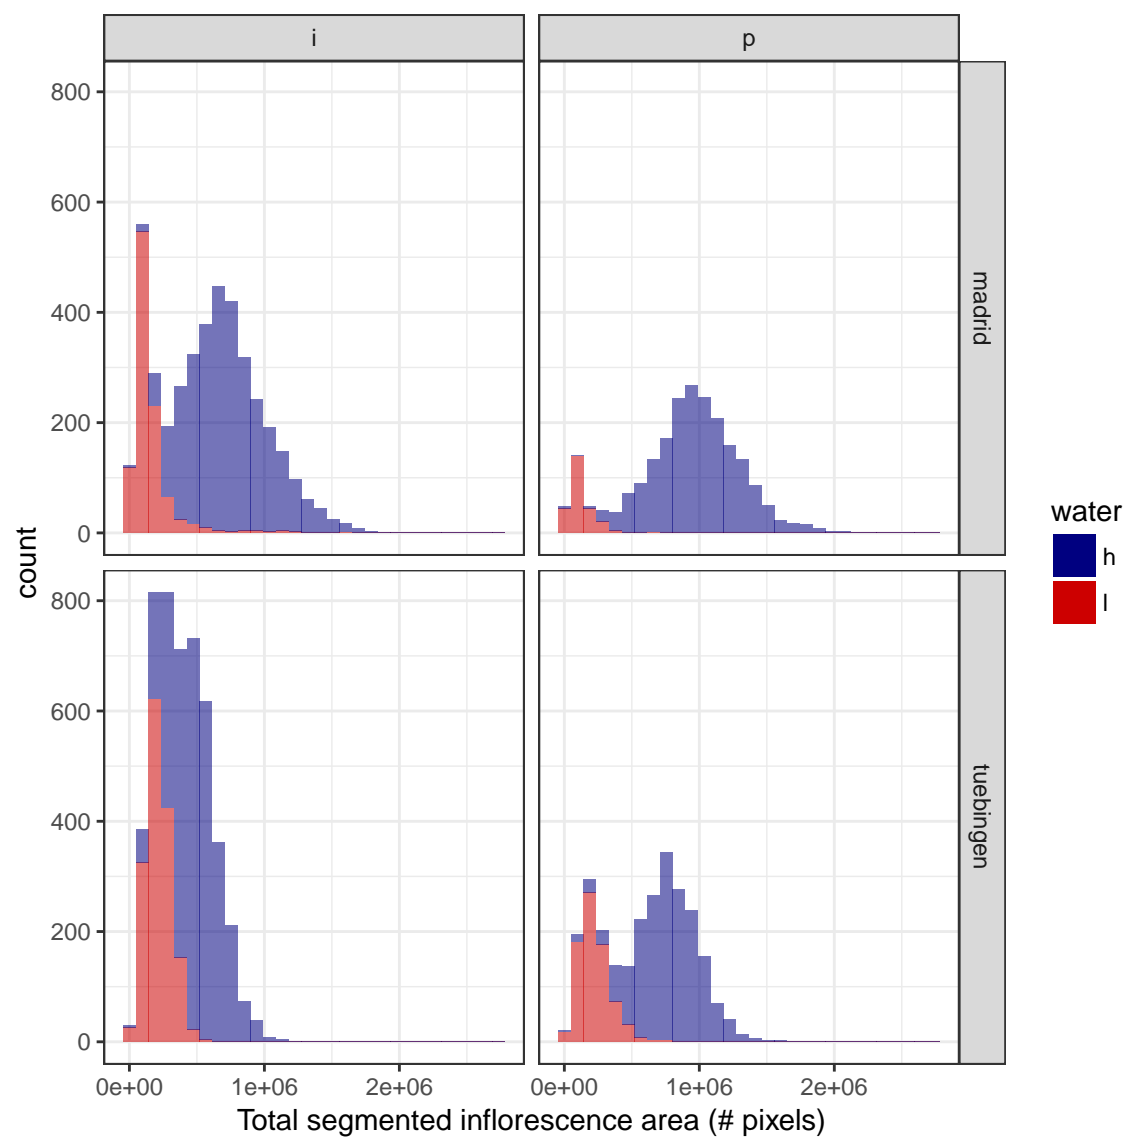 i
p
800
600
400
200
0
madrid
800
600
400
200
0
tuebingen
count
0e+00
1e+06
2e+06
0e+00
1e+06
2e+06
Total segmented inflorescence area (# pixels)
water
h
l